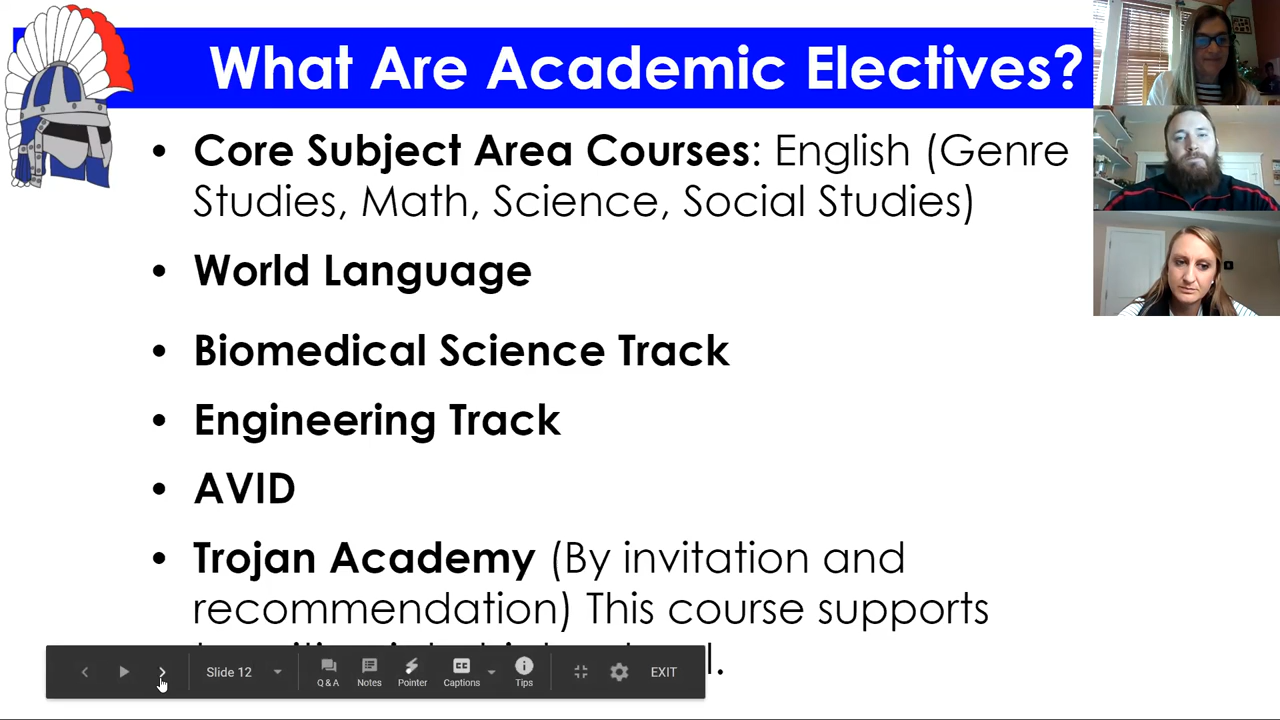 What Are Academic Electives?
• Core Subject Area Courses: English (Genre
Studies, Math, Science, Social Studies)
• World Language
• Biomedical Science Track
• Engineering Track
• AVID
• Trojan Academy (By invitation and
recommendation) This course supports
l.
Slide 12
Q & A
Notes
Pointer
CC
Captions
Tips
EXIT